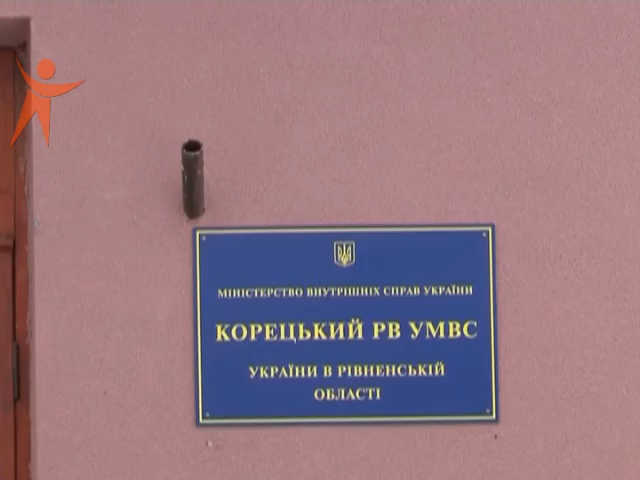 МІНІСТЕРСТВО ВНУТРІШНІХ СПРАВ УКРАЇНИ
КОРЕЦЬКИЙ РВ УМВС
УКРАЇНИ В РІВНЕНСЬКІЙ
ОБЛАСТІ